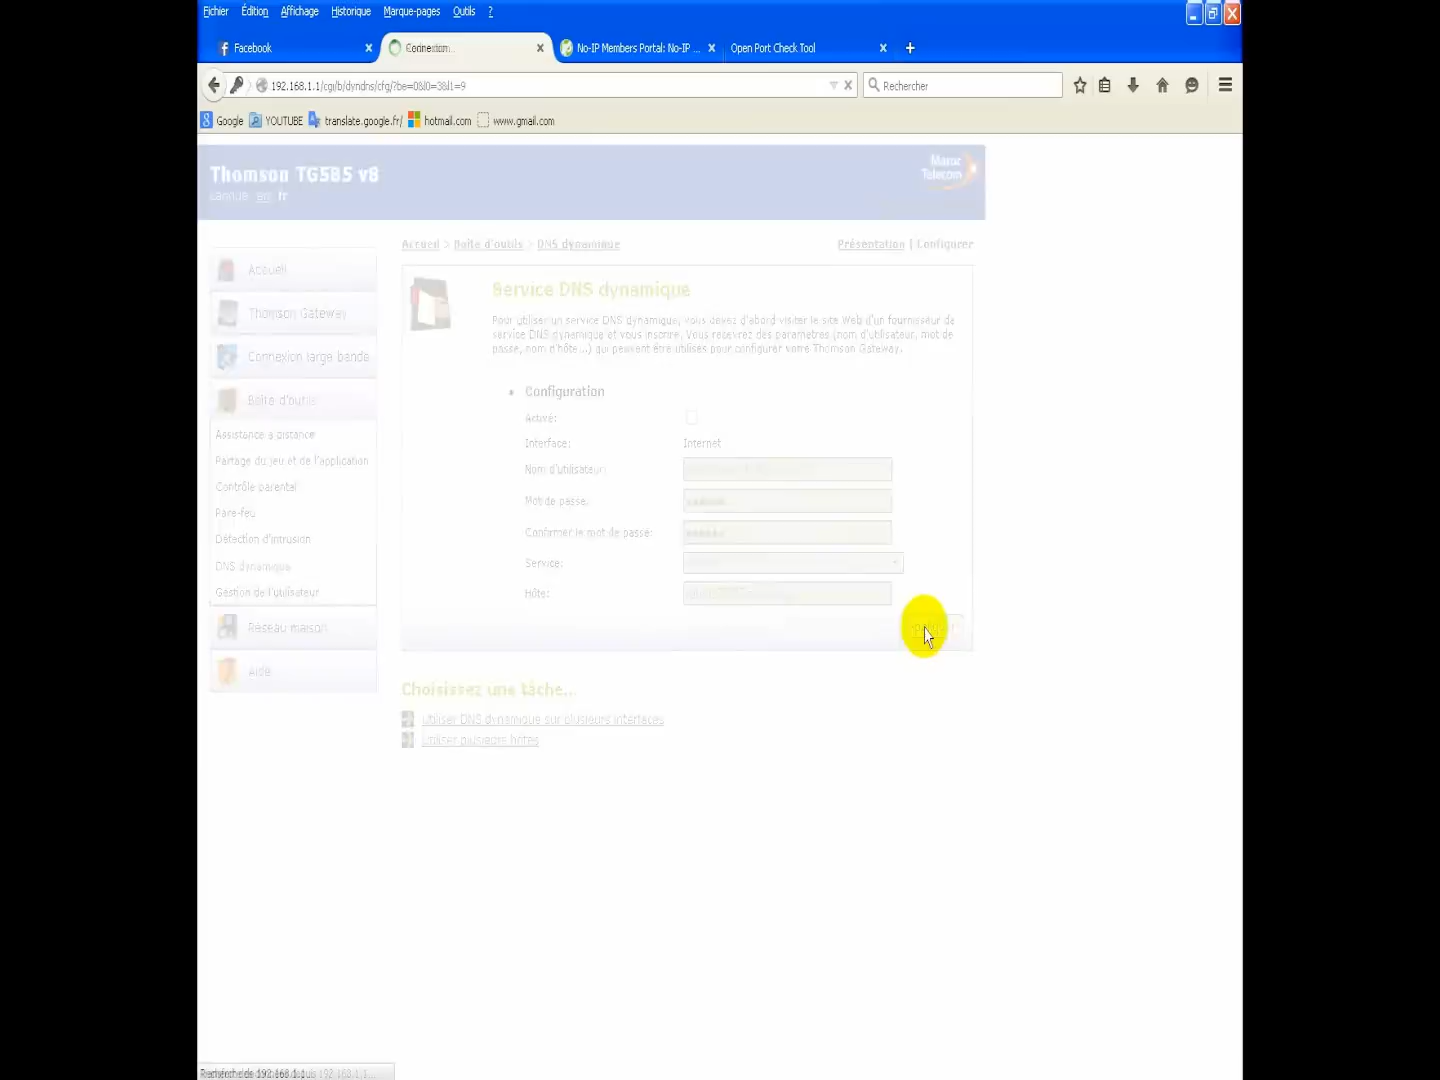 Fichier Édition Affichage Historique Marque-pages Outils ?
Facebook Connexion... No-IP Members Portal: No-IP ... Open Port Check Tool
192.168.1.1/cgi/b/dyndns/cfg/?be=0&l0=3&l1=9 Rechercher
Google YOUTUBE translate.google.fr/ hotmail.com www.gmail.com
Thomson TG585 v8
Maroc Telecom
Langue: en fr
Accueil > Boîte d'outils > DNS dynamique
Présentation | Configurer
Accueil
Thomson Gateway
Connexion large bande
Boîte d'outils
Assistance à distance
Partage du jeu et de l'application
Contrôle parental
Pare-feu
Détection d'intrusion
DNS dynamique
Gestion de l'utilisateur
Réseau maison
Aide
Service DNS dynamique
Pour utiliser un service DNS dynamique, vous devez d'abord visiter le site Web d'un fournisseur de
service DNS dynamique et vous inscrire. Vous recevrez des paramètres (nom d'utilisateur, mot de
passe, nom d'hôte...) qui peuvent être utilisés pour configurer votre Thomson Gateway.
Configuration
Activé:
Interface: Internet
Nom d'utilisateur:
Mot de passe:
Confirmer le mot de passe:
Service:
Hôte:
Choisissez une tâche...
Utiliser DNS dynamique sur plusieurs interfaces
Utiliser plusieurs hôtes